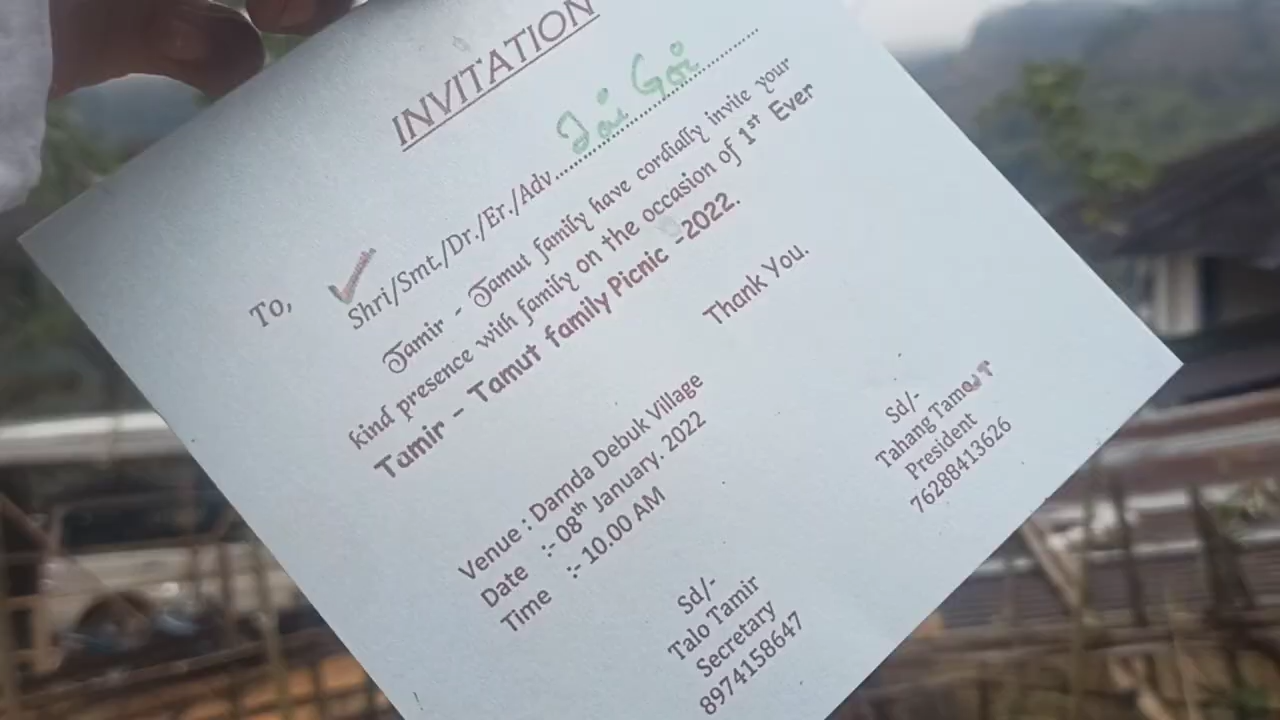 INVITATION
To,
Shri/Smt./Dr./Er./Adv.................................
Tamir - Tamut family have cordially invite your
kind presence with family on the occasion of 1st Ever
Tamir - Tamut family Picnic -2022.
Thank You.
Venue : Damda Debuk Village
Date :- 08th January. 2022
Time :- 10.00 AM
Sd/-
Talo Tamir
Secretary
8974158647
Sd/-
Tahang Tamut
President
76288413626